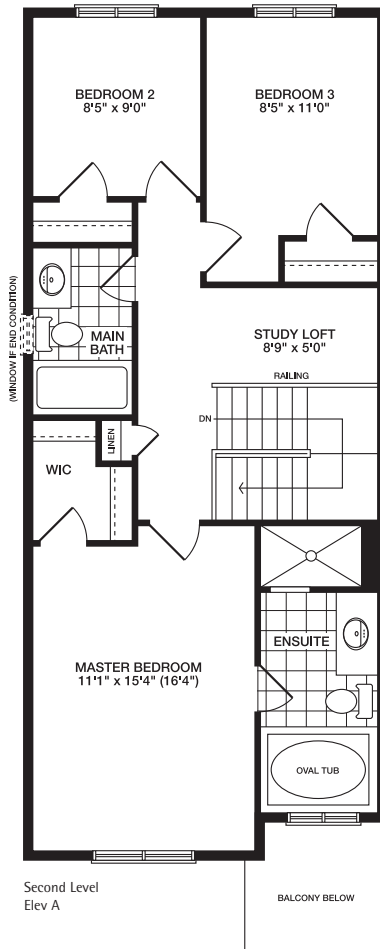 BEDROOM 2
8'5" x 9'0"
BEDROOM 3
8'5" x 11'0"
(WINDOW IF END CONDITION)
MAIN
BATH
STUDY LOFT
8'9" x 5'0"
RAILING
DN
LINEN
WIC
ENSUITE
MASTER BEDROOM
11'1" x 15'4" (16'4")
OVAL TUB
Second Level
Elev A
BALCONY BELOW